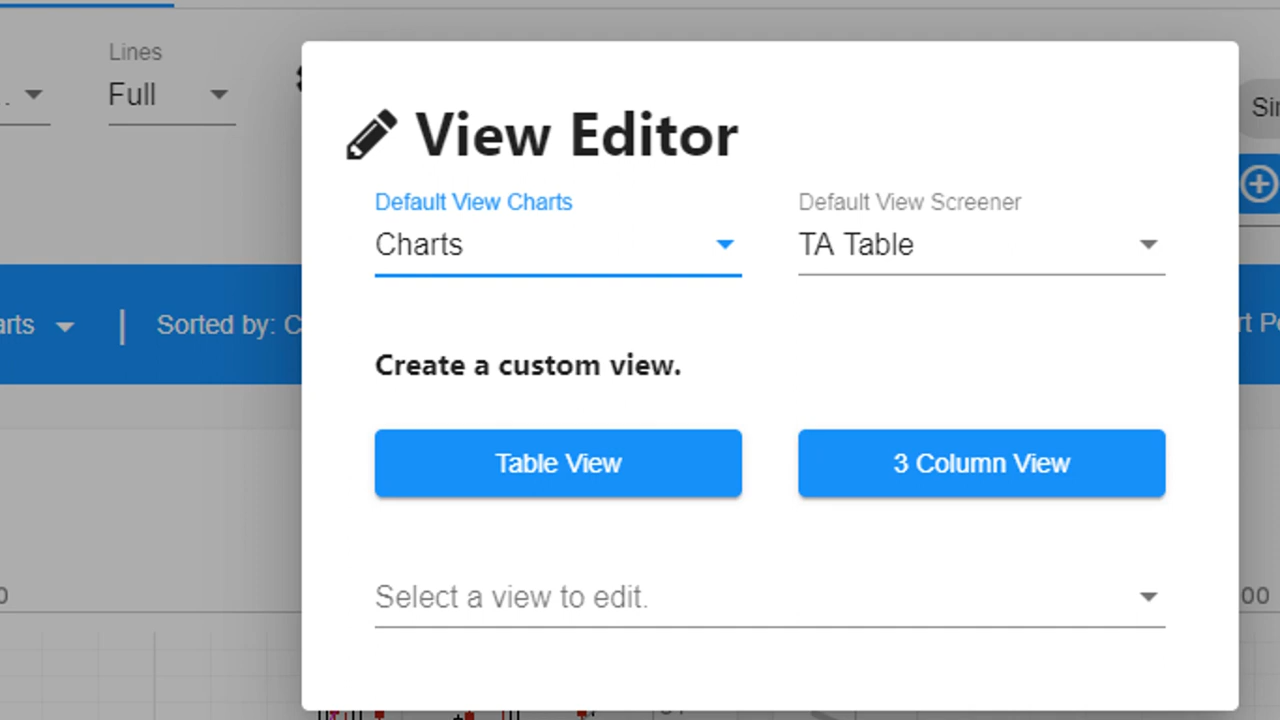 Lines
Full
View Editor
Default View Charts
Default View Screener
Charts
TA Table
Sorted by:
Create a custom view.
Table View
3 Column View
Select a view to edit.